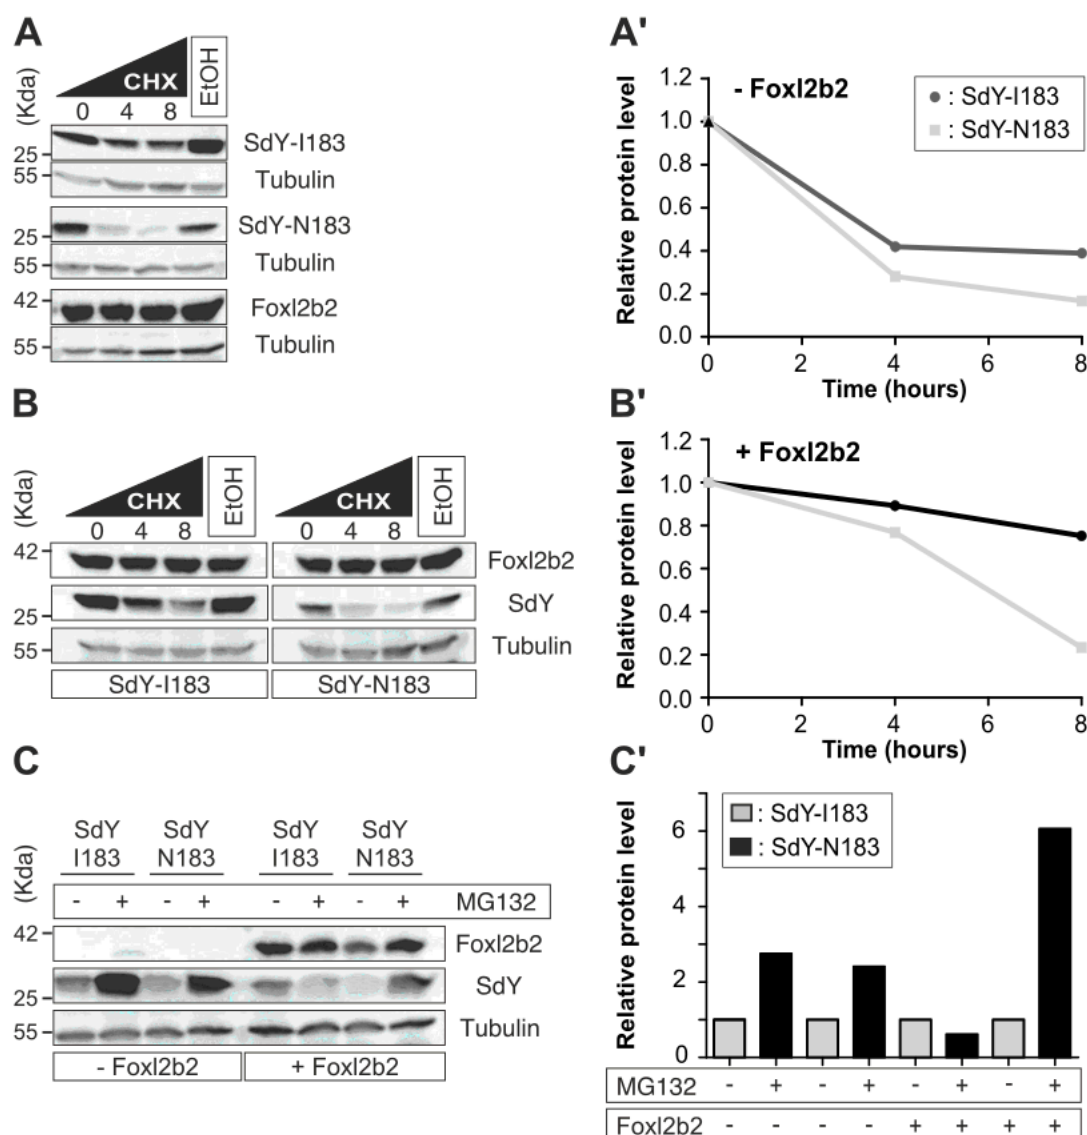 A
(Kda)
CHX
EtOH
0 4 8
25
SdY-I183
55
Tubulin
25
SdY-N183
55
Tubulin
42
Foxl2b2
55
Tubulin
A'
Relative protein level
1.2
1.0
0.8
0.6
0.4
0.2
0.0
- Foxl2b2
: SdY-I183
: SdY-N183
0 2 4 6 8
Time (hours)
B
(Kda)
CHX
EtOH
CHX
EtOH
0 4 8
0 4 8
42
Foxl2b2
25
SdY
55
Tubulin
SdY-I183
SdY-N183
B'
Relative protein level
1.2
1.0
0.8
0.6
0.4
0.2
0.0
+ Foxl2b2
0 2 4 6 8
Time (hours)
C
(Kda)
SdY SdY SdY SdY
I183 N183 I183 N183
- + - + - + - + MG132
42
Foxl2b2
25
SdY
55
Tubulin
- Foxl2b2
+ Foxl2b2
C'
Relative protein level
6
4
2
0
: SdY-I183
: SdY-N183
MG132 - + - + - + - +
Foxl2b2 - - - - + + + +